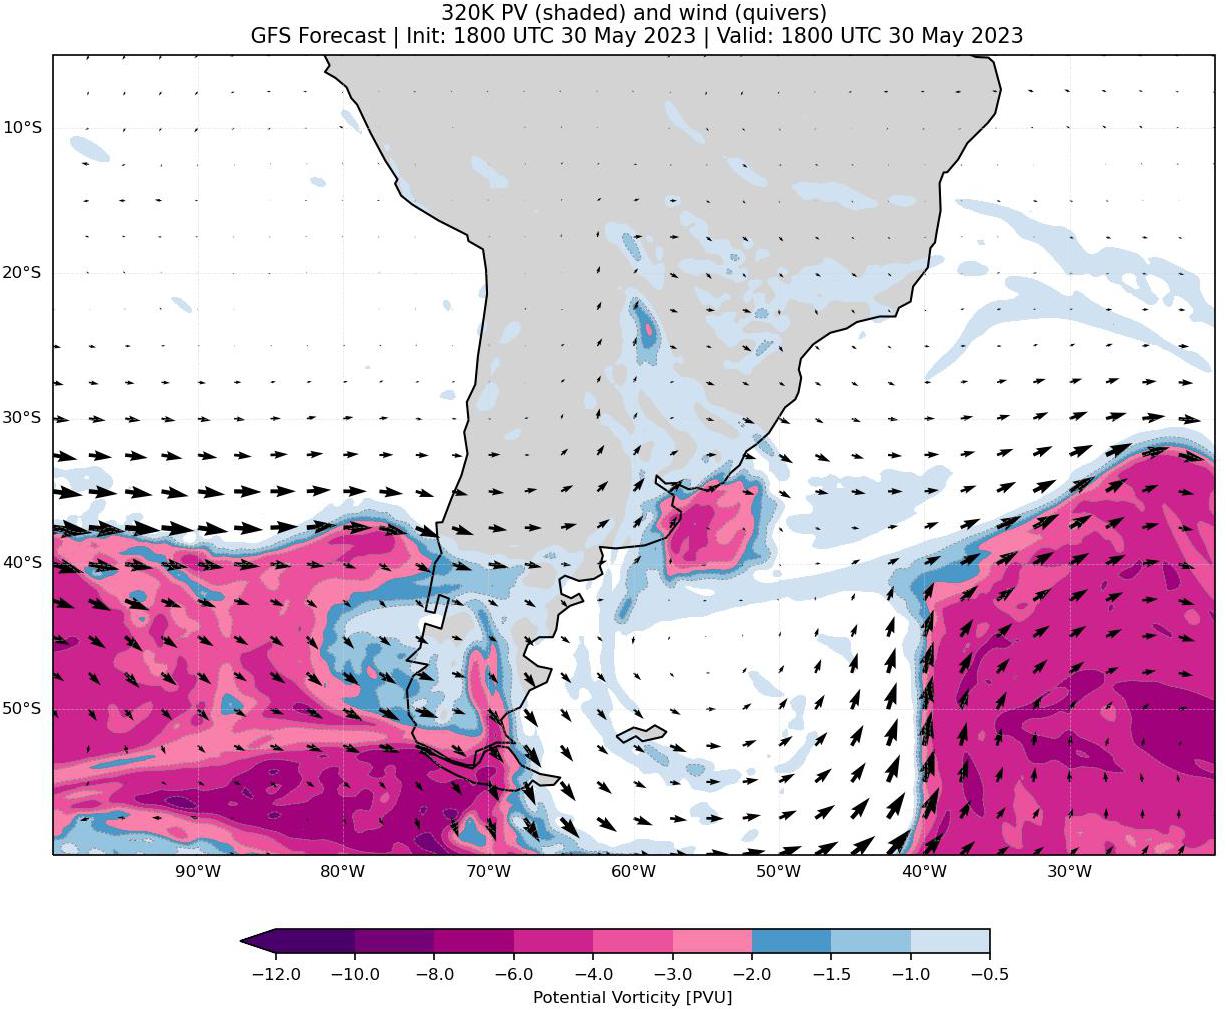 320K PV (shaded) and wind (quivers)
GFS Forecast | Init: 1800 UTC 30 May 2023 | Valid: 1800 UTC 30 May 2023
10°S
20°S
30°S
40°S
50°S
90°W 80°W 70°W 60°W 50°W 40°W 30°W
−12.0 −10.0 −8.0 −6.0 −4.0 −3.0 −2.0 −1.5 −1.0 −0.5
Potential Vorticity [PVU]